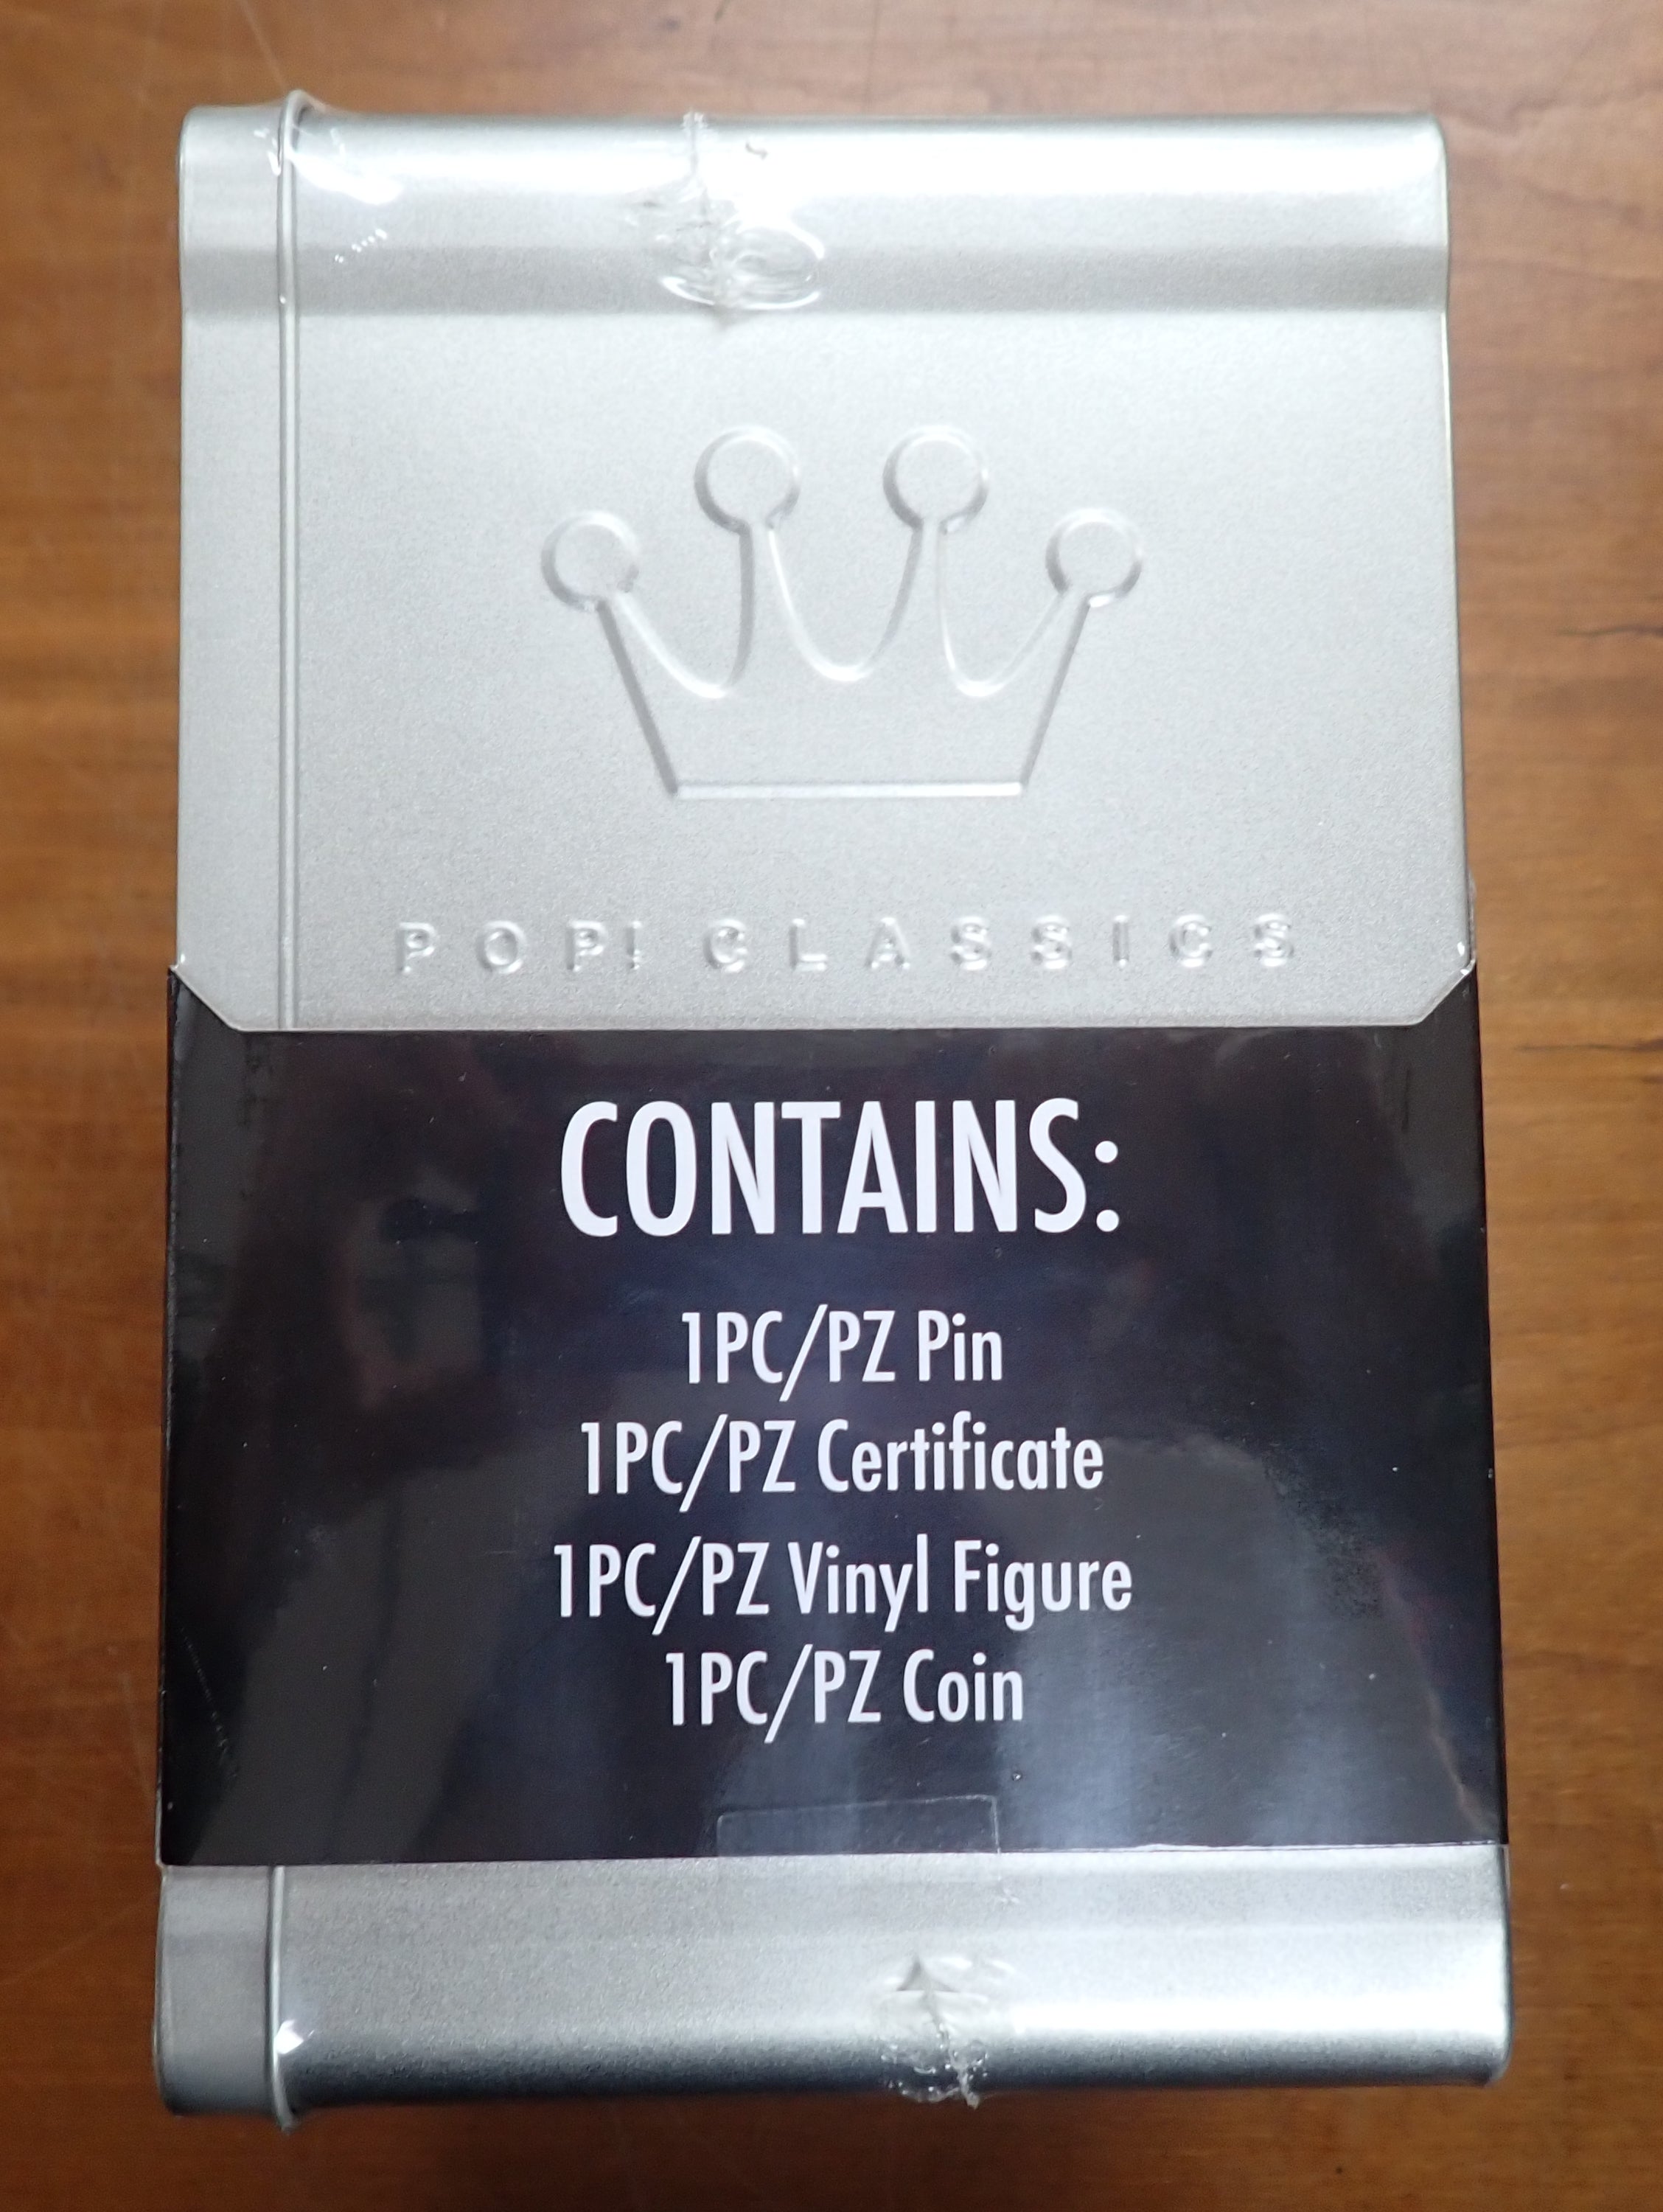 POP! CLASSICS
CONTAINS:
1PC/PZ Pin
1PC/PZ Certificate
1PC/PZ Vinyl Figure
1PC/PZ Coin